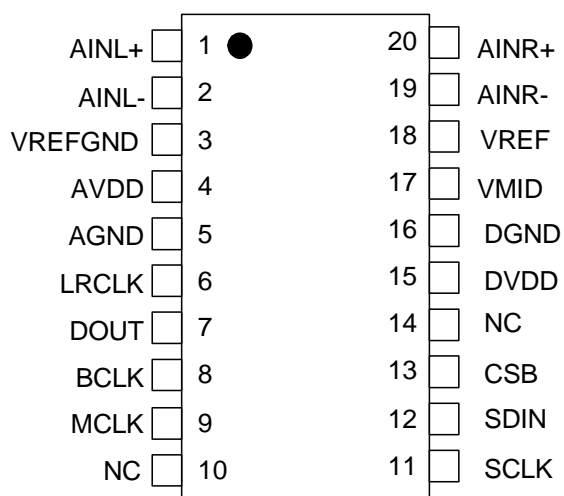 AINL+ 1 20 AINR+
AINL- 2 19 AINR-
VREFGND 3 18 VREF
AVDD 4 17 VMID
AGND 5 16 DGND
LRCLK 6 15 DVDD
DOUT 7 14 NC
BCLK 8 13 CSB
MCLK 9 12 SDIN
NC 10 11 SCLK